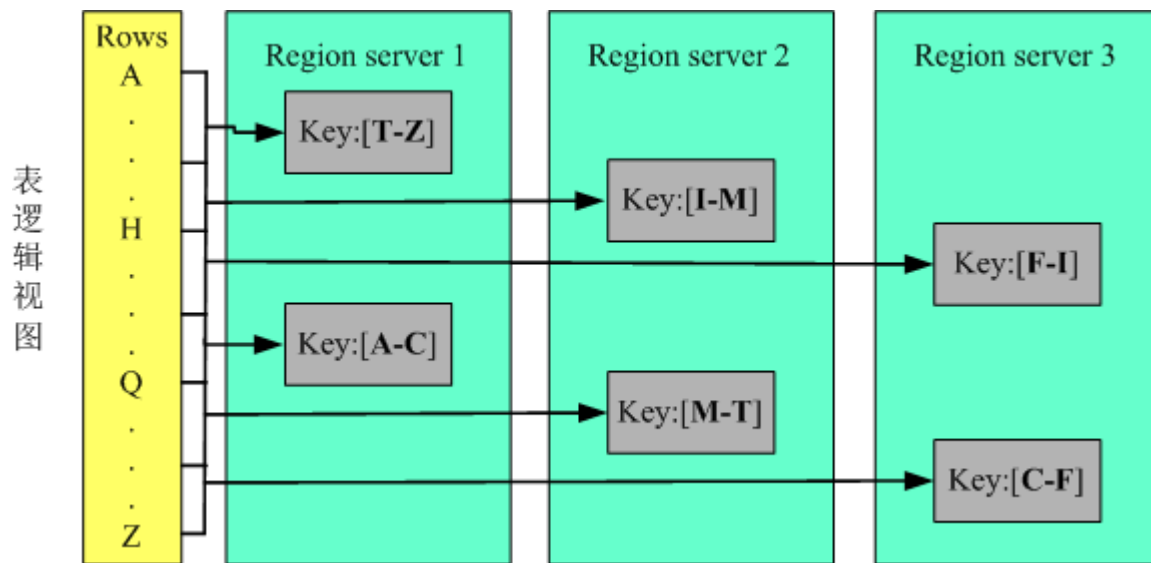 表逻辑视图
Rows
A
.
.
.
H
.
.
.
Q
.
.
.
Z
Region server 1
Key:[T-Z]
Key:[A-C]
Region server 2
Key:[I-M]
Key:[M-T]
Region server 3
Key:[F-I]
Key:[C-F]